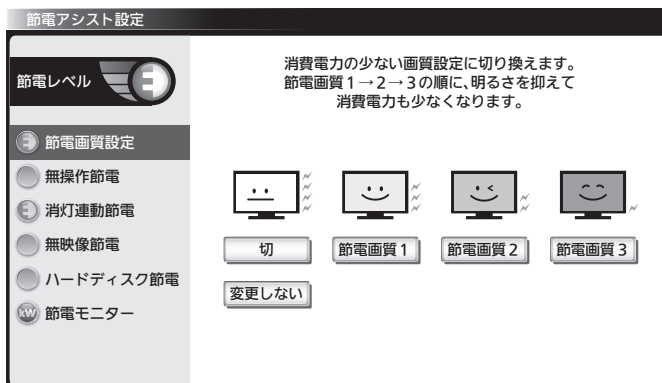 節電アシスト設定
節電レベル
E
消費電力の少ない画質設定に切り換えます。
節電画質1→2→3の順に、明るさを抑えて
消費電力も少なくなります。
E 節電画質設定
無操作節電
E 消灯連動節電
無映像節電
ハードディスク節電
kW 節電モニター
切
節電画質1
節電画質2
節電画質3
変更しない